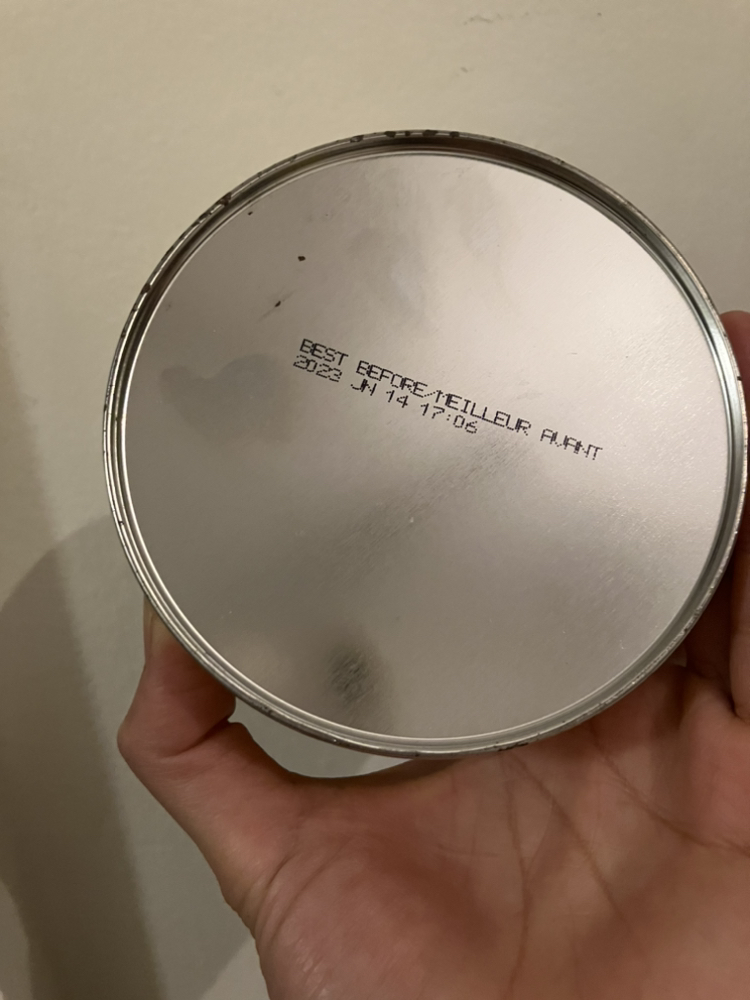 BEST BEFORE/MEILLEUR AVANT
2023 JN 14 17:06